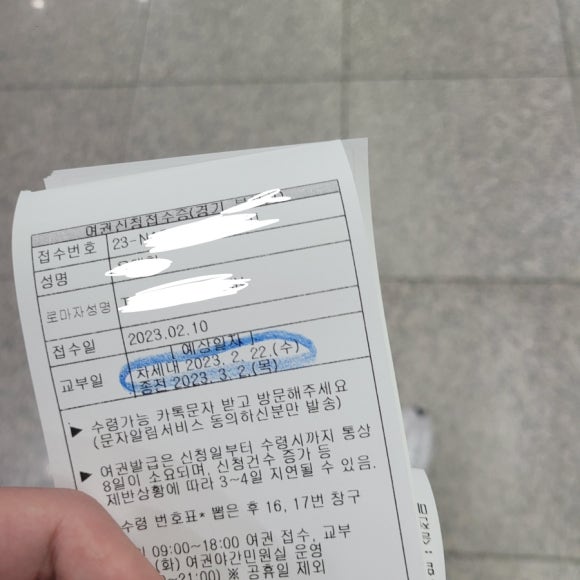 여권신청접수증(경기
접수번호 23-N
성명
로마자성명
접수일 2023.02.10
교부일 [ 예상일자 ]
차세대 2023. 2. 22.(수)
종전 2023. 3. 2.(목)
▶ 수령가능 카톡문자 받고 방문해주세요
(문자알림서비스 동의하신분만 발송)
▶ 여권발급은 신청일부터 수령시까지 통상
8일이 소요되며, 신청건수 증가 등
제반상황에 따라 3~4일 지연될 수 있음.
수령 번호표* 뽑은 후 16, 17번 창구
09:00~18:00 여권 접수, 교부
(화) 여권야간민원실 운영
~21:00) ※ 공휴일 제외